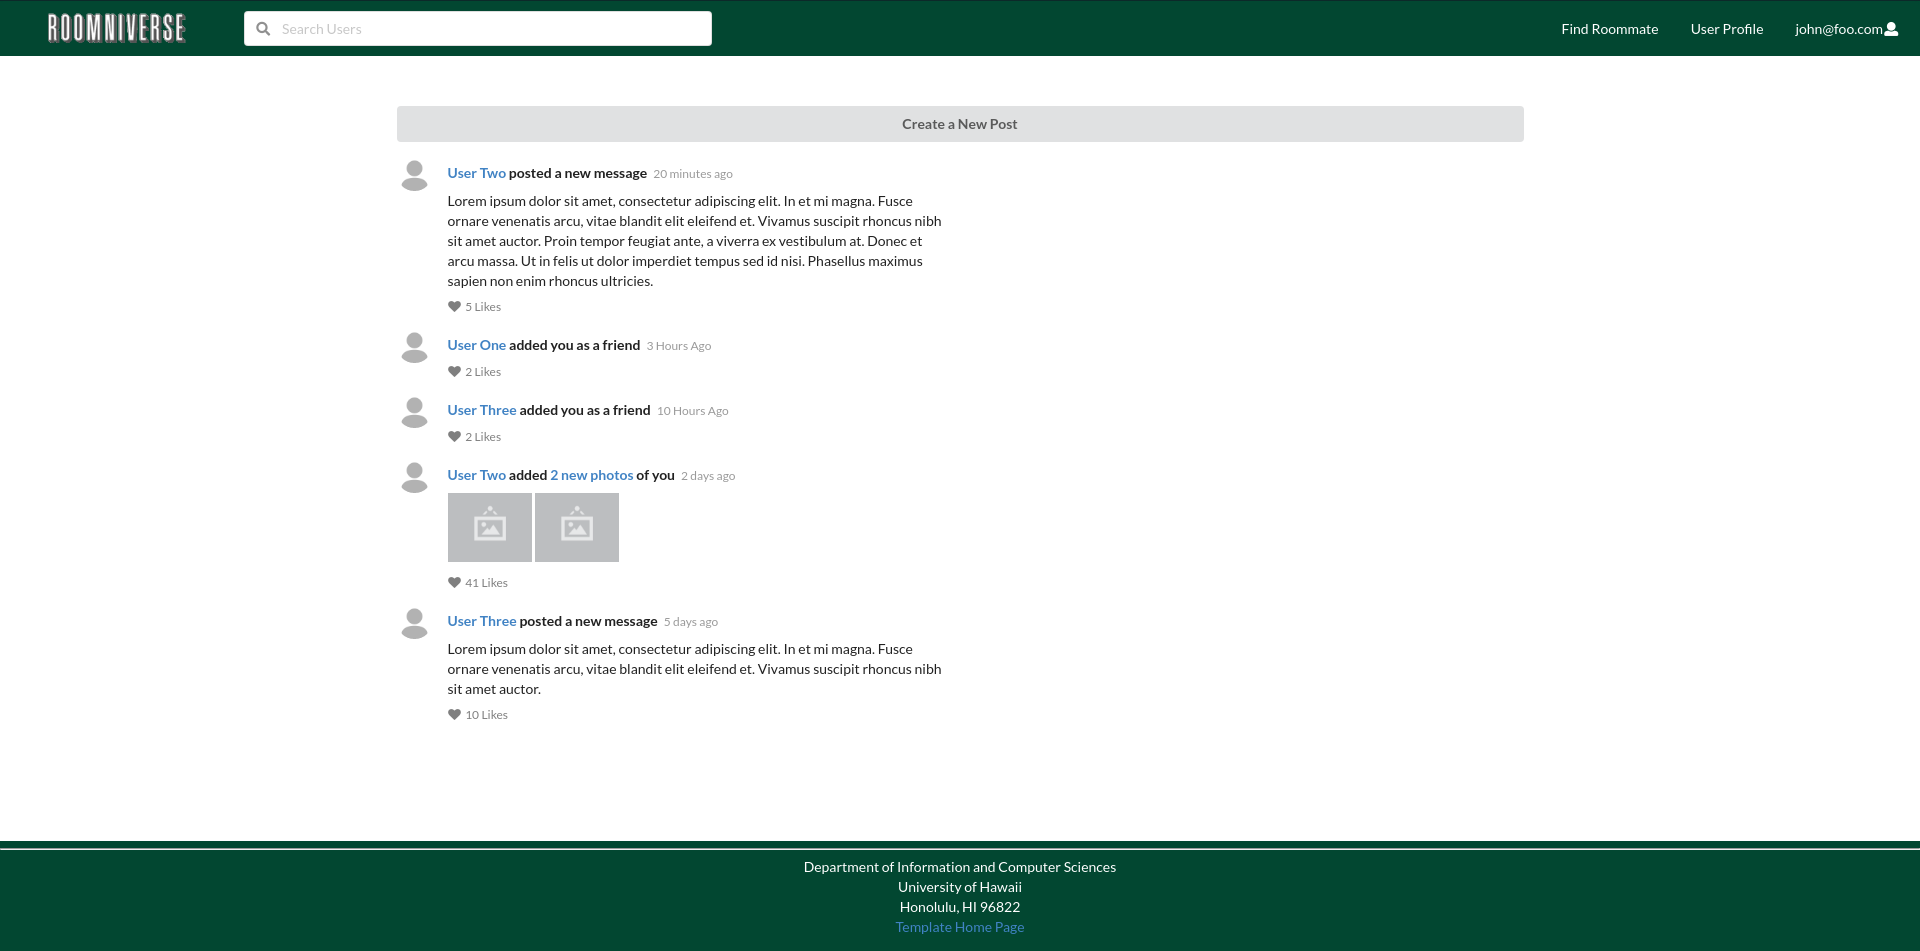 ROOMNIVERSE
Search Users
Find Roommate
User Profile
john@foo.com
Create a New Post
User Two posted a new message 20 minutes ago
Lorem ipsum dolor sit amet, consectetur adipiscing elit. In et mi magna. Fusce
ornare venenatis arcu, vitae blandit elit eleifend et. Vivamus suscipit rhoncus nibh
sit amet auctor. Proin tempor feugiat ante, a viverra ex vestibulum at. Donec et
arcu massa. Ut in felis ut dolor imperdiet tempus sed id nisi. Phasellus maximus
sapien non enim rhoncus ultricies.
5 Likes
User One added you as a friend 3 Hours Ago
2 Likes
User Three added you as a friend 10 Hours Ago
2 Likes
User Two added 2 new photos of you 2 days ago
41 Likes
User Three posted a new message 5 days ago
Lorem ipsum dolor sit amet, consectetur adipiscing elit. In et mi magna. Fusce
ornare venenatis arcu, vitae blandit elit eleifend et. Vivamus suscipit rhoncus nibh
sit amet auctor.
10 Likes
Department of Information and Computer Sciences
University of Hawaii
Honolulu, HI 96822
Template Home Page